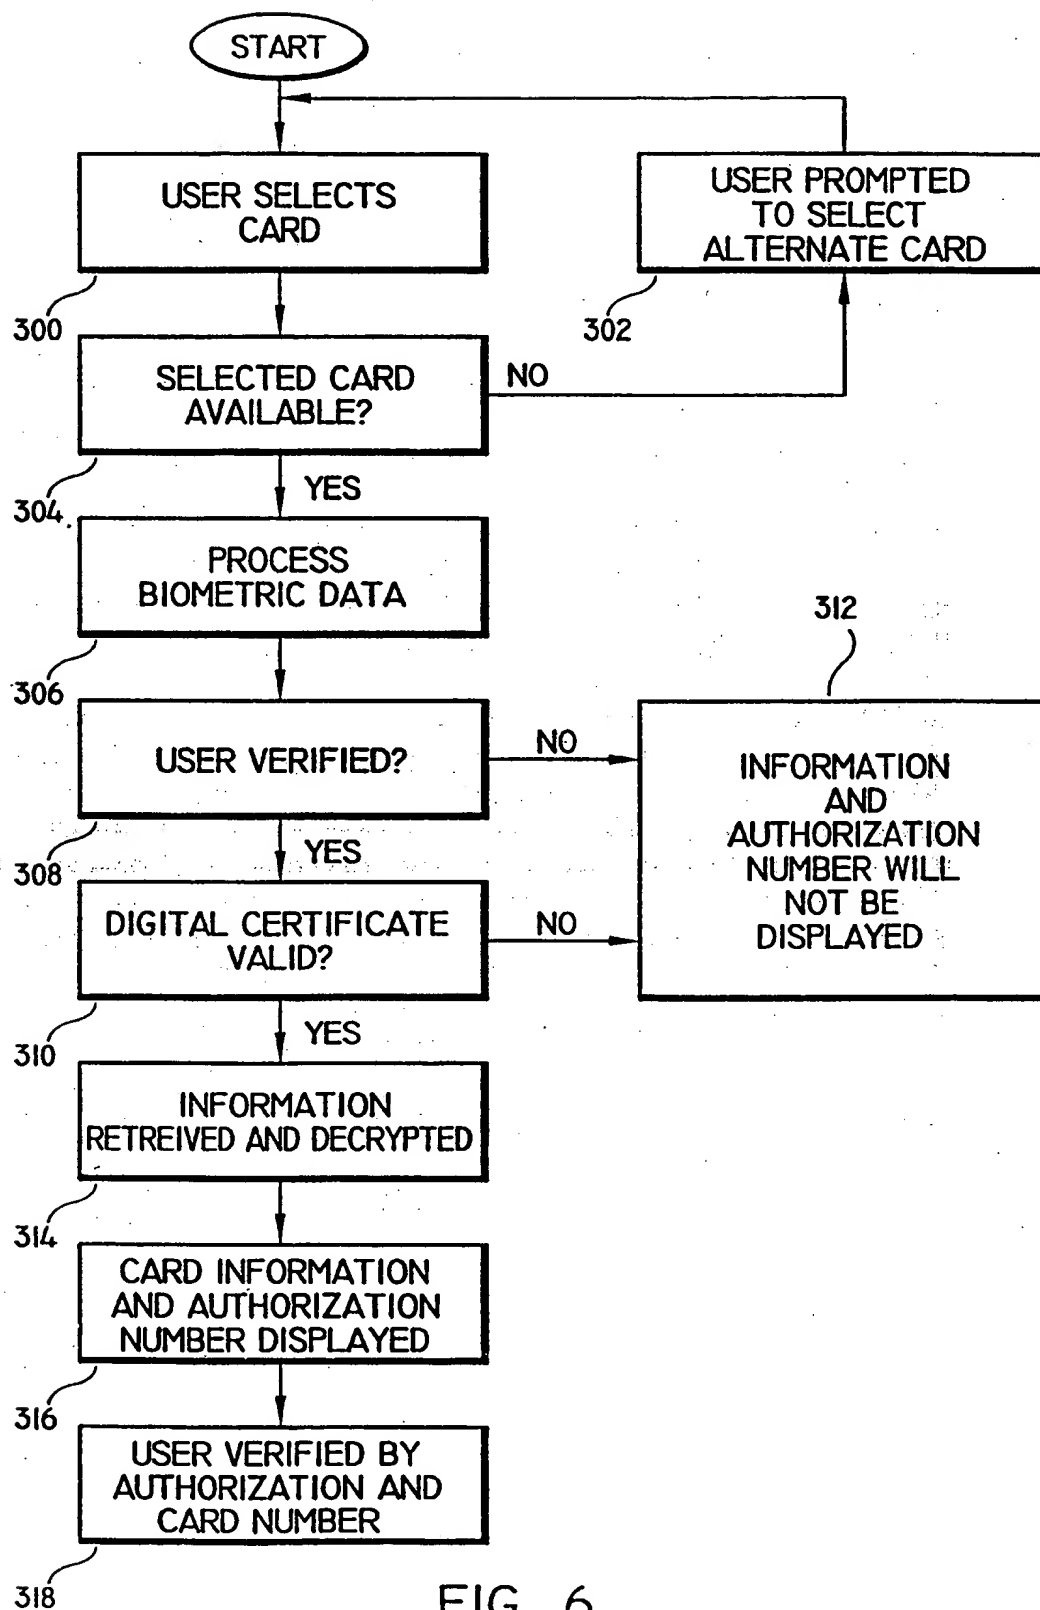 START
USER SELECTS
CARD
300
USER PROMPTED
TO SELECT
ALTERNATE CARD
302
SELECTED CARD
AVAILABLE?
NO
304
YES
PROCESS
BIOMETRIC DATA
306
312
USER VERIFIED?
NO
INFORMATION
AND
AUTHORIZATION
NUMBER WILL
NOT BE
DISPLAYED
308
YES
DIGITAL CERTIFICATE
VALID?
NO
310
YES
INFORMATION
RETREIVED AND DECRYPTED
314
CARD INFORMATION
AND AUTHORIZATION
NUMBER DISPLAYED
316
USER VERIFIED BY
AUTHORIZATION AND
CARD NUMBER
318
FIG. 6